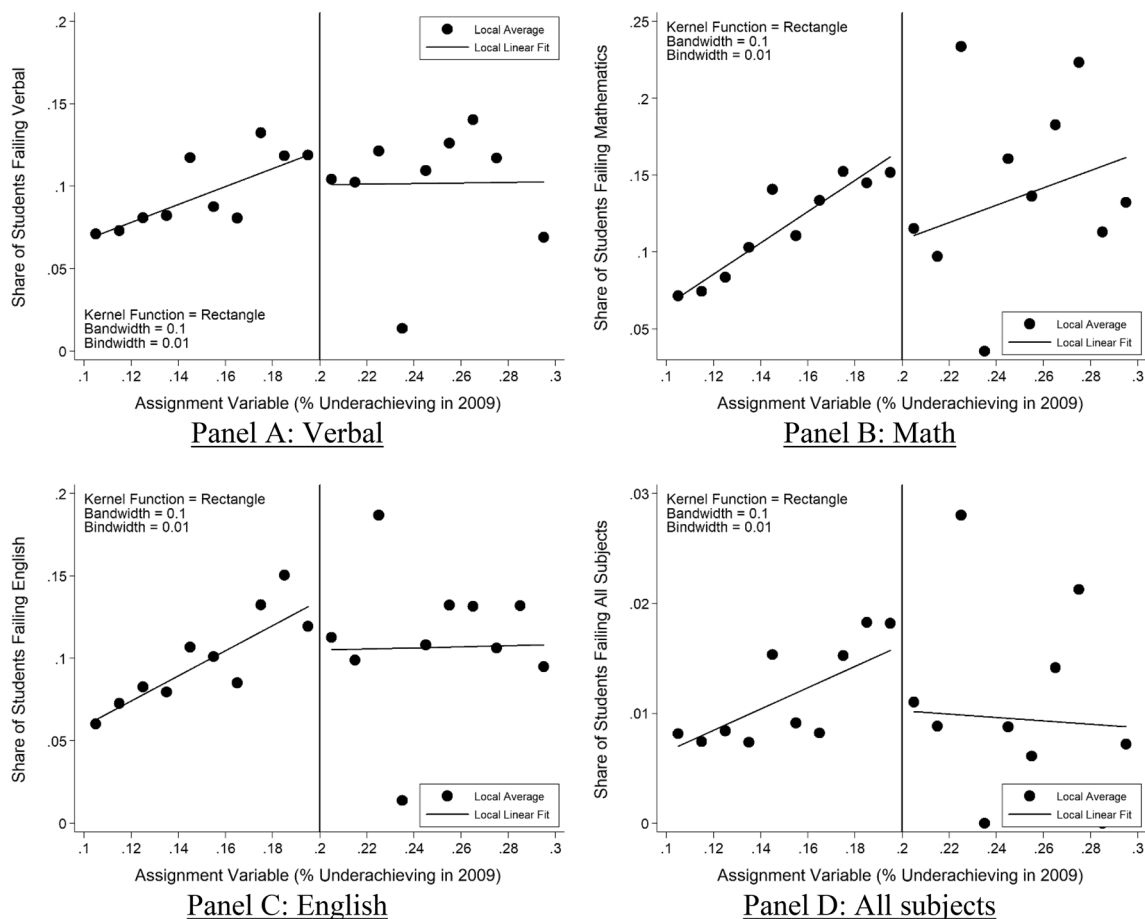 Share of Students Failing Verbal
.2
.15
.1
.05
0
Local Average
Local Linear Fit
Kernel Function = Rectangle
Bandwidth = 0.1
Bindwidth = 0.01
.1 .12 .14 .16 .18 .2 .22 .24 .26 .28 .3
Assignment Variable (% Underachieving in 2009)
Panel A: Verbal
Share of Students Failing Mathematics
.25
.2
.15
.1
.05
Kernel Function = Rectangle
Bandwidth = 0.1
Bindwidth = 0.01
Local Average
Local Linear Fit
.1 .12 .14 .16 .18 .2 .22 .24 .26 .28 .3
Assignment Variable (% Underachieving in 2009)
Panel B: Math
Share of Students Failing English
.2
.15
.1
.05
0
Kernel Function = Rectangle
Bandwidth = 0.1
Bindwidth = 0.01
Local Average
Local Linear Fit
.1 .12 .14 .16 .18 .2 .22 .24 .26 .28 .3
Assignment Variable (% Underachieving in 2009)
Panel C: English
Share of Students Failing All Subjects
.03
.02
.01
0
Kernel Function = Rectangle
Bandwidth = 0.1
Bindwidth = 0.01
Local Average
Local Linear Fit
.1 .12 .14 .16 .18 .2 .22 .24 .26 .28 .3
Assignment Variable (% Underachieving in 2009)
Panel D: All subjects